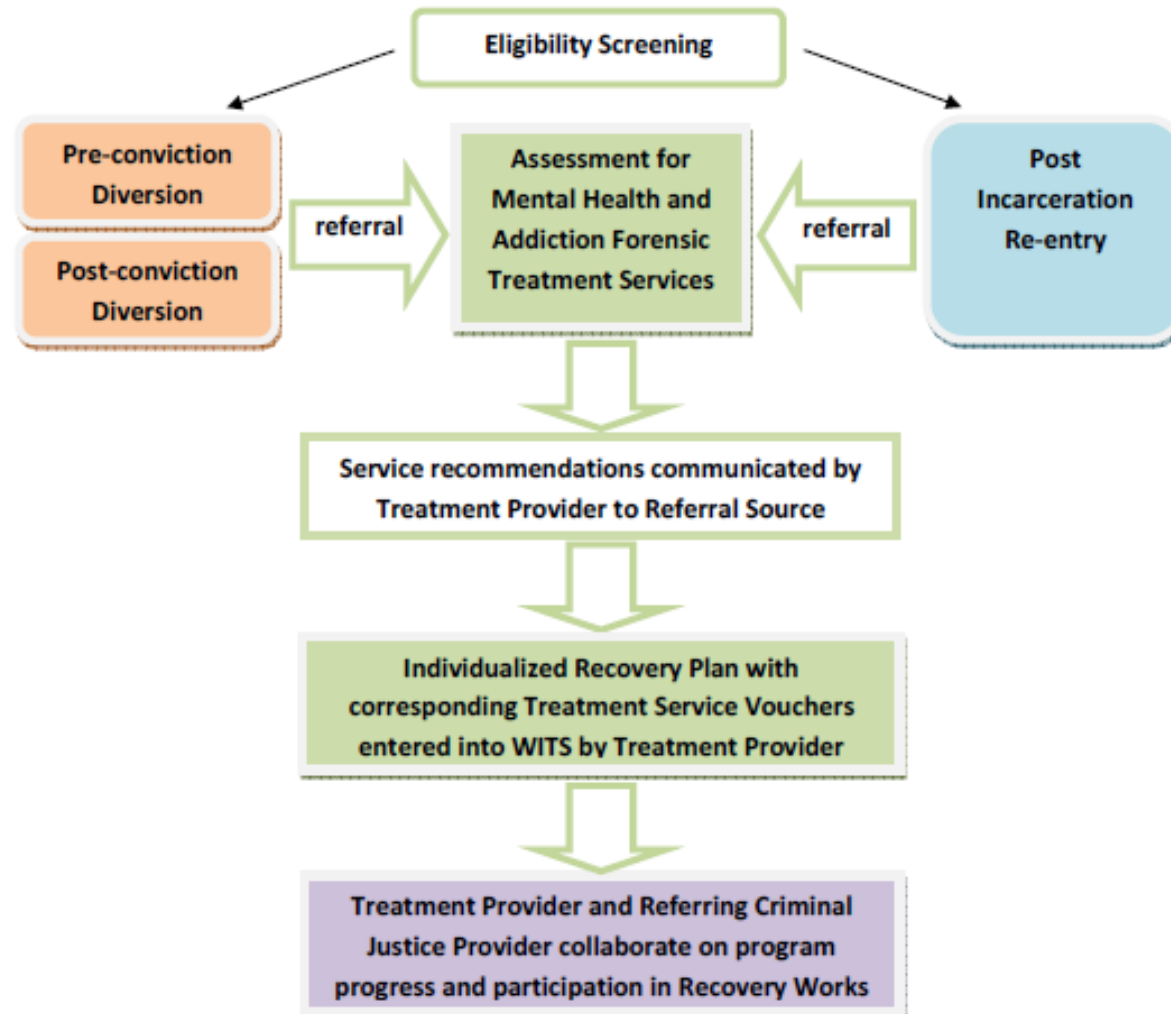 Eligibility Screening
Pre-conviction
Diversion
Post-conviction
Diversion
referral
Assessment for
Mental Health and
Addiction Forensic
Treatment Services
referral
Post
Incarceration
Re-entry
Service recommendations communicated by
Treatment Provider to Referral Source
Individualized Recovery Plan with
corresponding Treatment Service Vouchers
entered into WITS by Treatment Provider
Treatment Provider and Referring Criminal
Justice Provider collaborate on program
progress and participation in Recovery Works